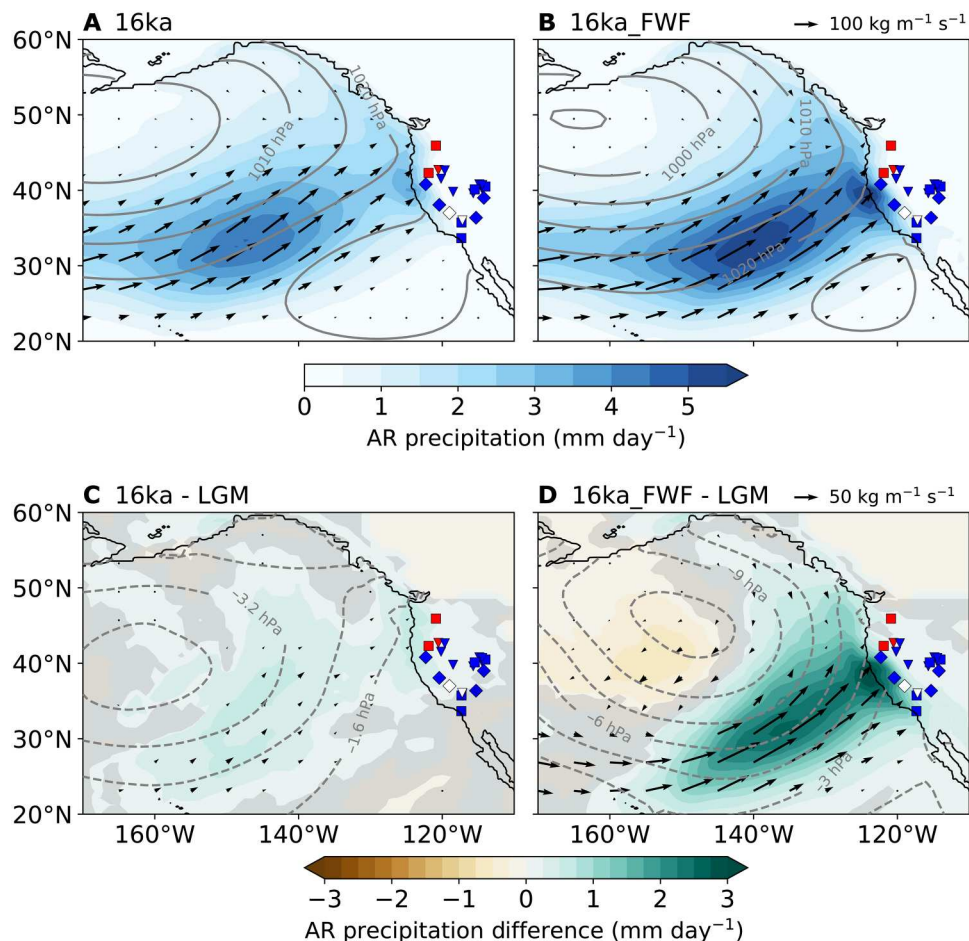 A 16ka
B 16ka_FWF
100 kg m⁻¹ s⁻¹
60°N
50°N
40°N
30°N
20°N
1020 hPa
1010 hPa
1010 hPa
1000 hPa
1020 hPa
0 1 2 3 4 5
AR precipitation (mm day⁻¹)
C 16ka - LGM
D 16ka_FWF - LGM
50 kg m⁻¹ s⁻¹
60°N
50°N
40°N
30°N
20°N
−3.2 hPa
−1.6 hPa
−9 hPa
−6 hPa
−3 hPa
160°W 140°W 120°W
160°W 140°W 120°W
−3 −2 −1 0 1 2 3
AR precipitation difference (mm day⁻¹)